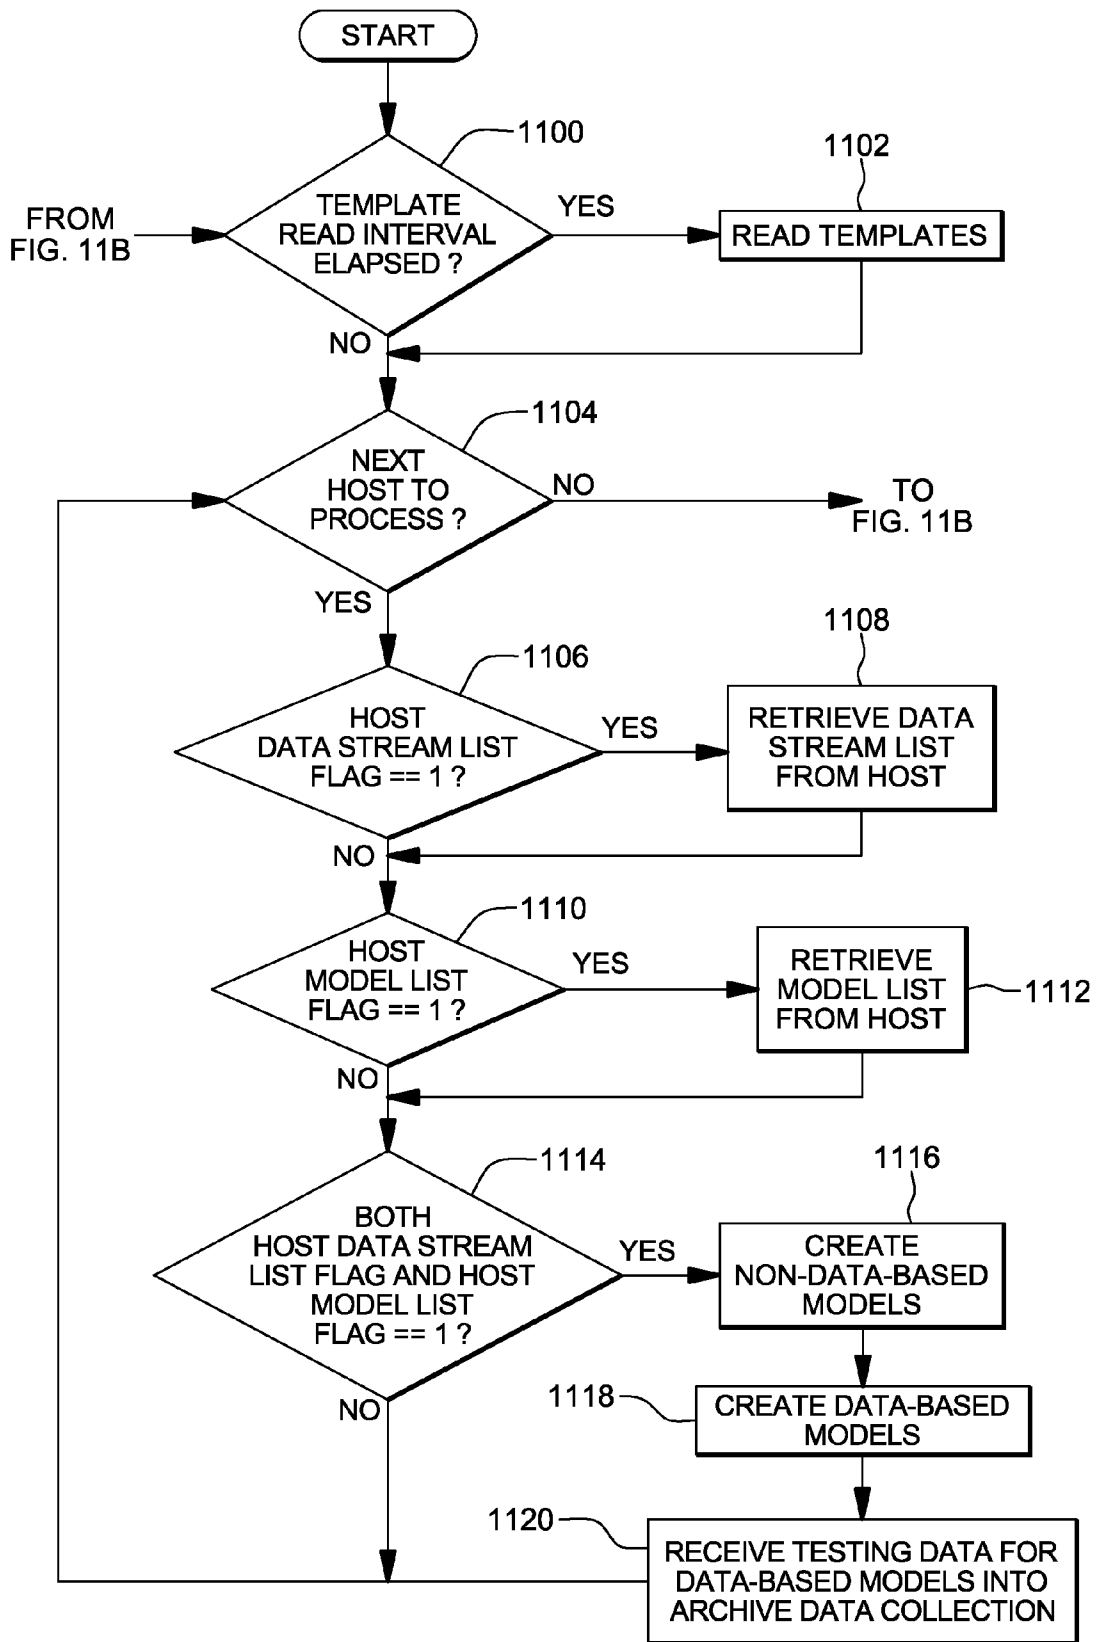 START
1100
TEMPLATE
READ INTERVAL
ELAPSED ?
FROM
FIG. 11B
YES
1102
READ TEMPLATES
NO
1104
NEXT
HOST TO
PROCESS ?
NO
TO
FIG. 11B
YES
1106
HOST
DATA STREAM LIST
FLAG == 1 ?
YES
1108
RETRIEVE DATA
STREAM LIST
FROM HOST
NO
1110
HOST
MODEL LIST
FLAG == 1 ?
YES
RETRIEVE
MODEL LIST
FROM HOST
1112
NO
1114
BOTH
HOST DATA STREAM
LIST FLAG AND HOST
MODEL LIST
FLAG == 1 ?
YES
1116
CREATE
NON-DATA-BASED
MODELS
NO
1118
CREATE DATA-BASED
MODELS
1120
RECEIVE TESTING DATA FOR
DATA-BASED MODELS INTO
ARCHIVE DATA COLLECTION